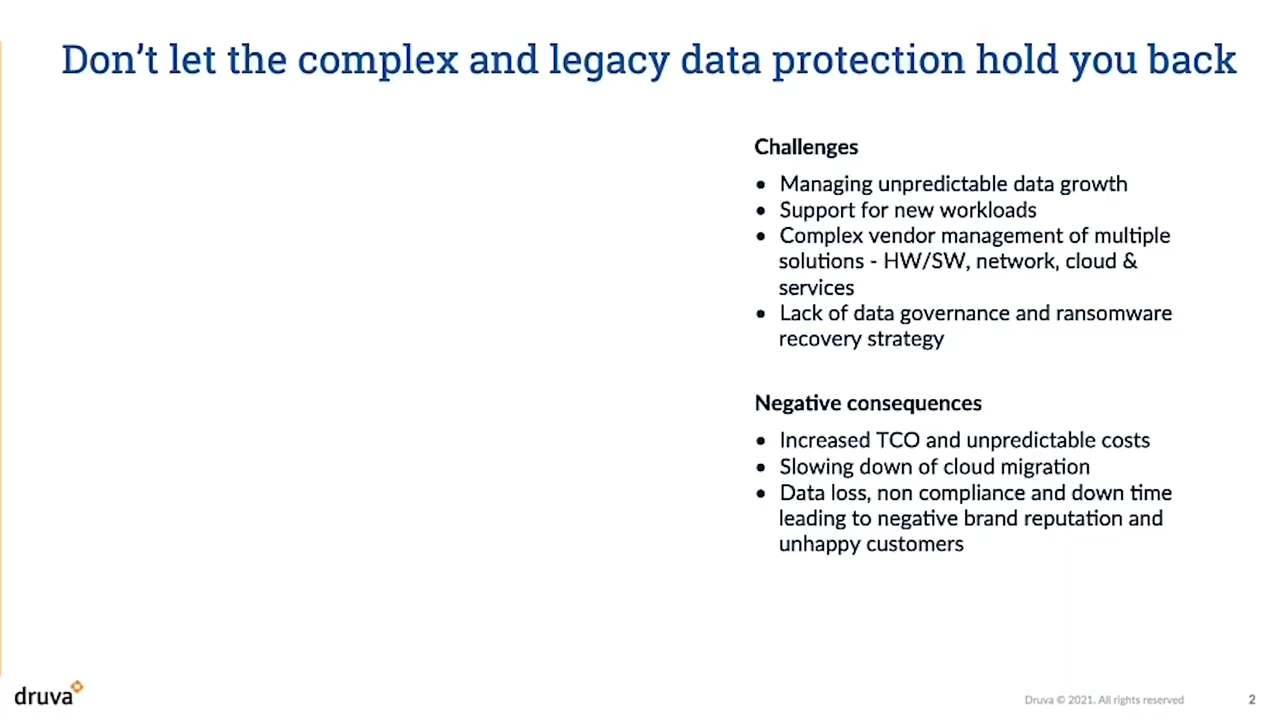 Don't let the complex and legacy data protection hold you back
Challenges
• Managing unpredictable data growth
• Support for new workloads
• Complex vendor management of multiple
solutions - HW/SW, network, cloud &
services
• Lack of data governance and ransomware
recovery strategy
Negative consequences
• Increased TCO and unpredictable costs
• Slowing down of cloud migration
• Data loss, non compliance and down time
leading to negative brand reputation and
unhappy customers
druva
Druva © 2021. All rights reserved
2